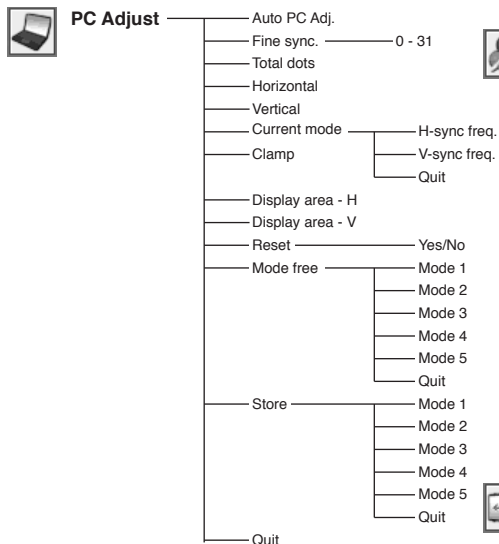 PC Adjust
Auto PC Adj.
Fine sync.
0 - 31
Total dots
Horizontal
Vertical
Current mode
H-sync freq.
Clamp
V-sync freq.
Quit
Display area - H
Display area - V
Reset
Yes/No
Mode free
Mode 1
Mode 2
Mode 3
Mode 4
Mode 5
Quit
Store
Mode 1
Mode 2
Mode 3
Mode 4
Mode 5
Quit
Quit